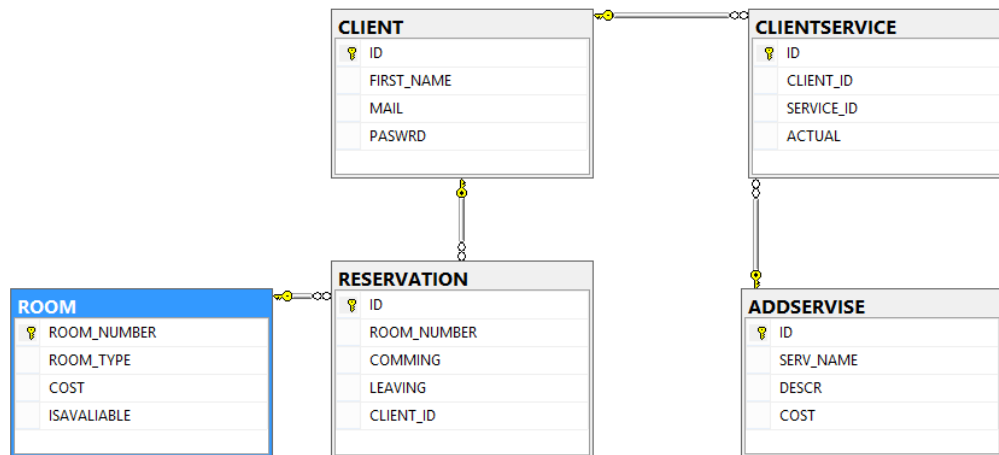 CLIENT
ID
FIRST_NAME
MAIL
PASWRD
CLIENTSERVICE
ID
CLIENT_ID
SERVICE_ID
ACTUAL
ROOM
ROOM_NUMBER
ROOM_TYPE
COST
ISAVALIABLE
RESERVATION
ID
ROOM_NUMBER
COMMING
LEAVING
CLIENT_ID
ADDSERVISE
ID
SERV_NAME
DESCR
COST